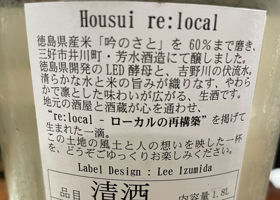 Housui re:local
徳島県産米「吟のさと」を 60％まで磨き、
三好市井川町・芳水酒造にて醸しました。
徳島県開発の LED 酵母と、吉野川の伏流水。
清らかな水と米の旨みが織りなす、やわら
かで凛とした味わいが広がる、生酒です。
地元の酒屋と酒蔵が心を通わせ、
"re:local - ローカルの再構築" を掲げて
生まれた一滴。
この土地の風土と人の想いを映した一杯
を、どうぞごゆっくりお楽しみください。
Label Design : Lee Izumida
品目 清酒 内容量 1.8L